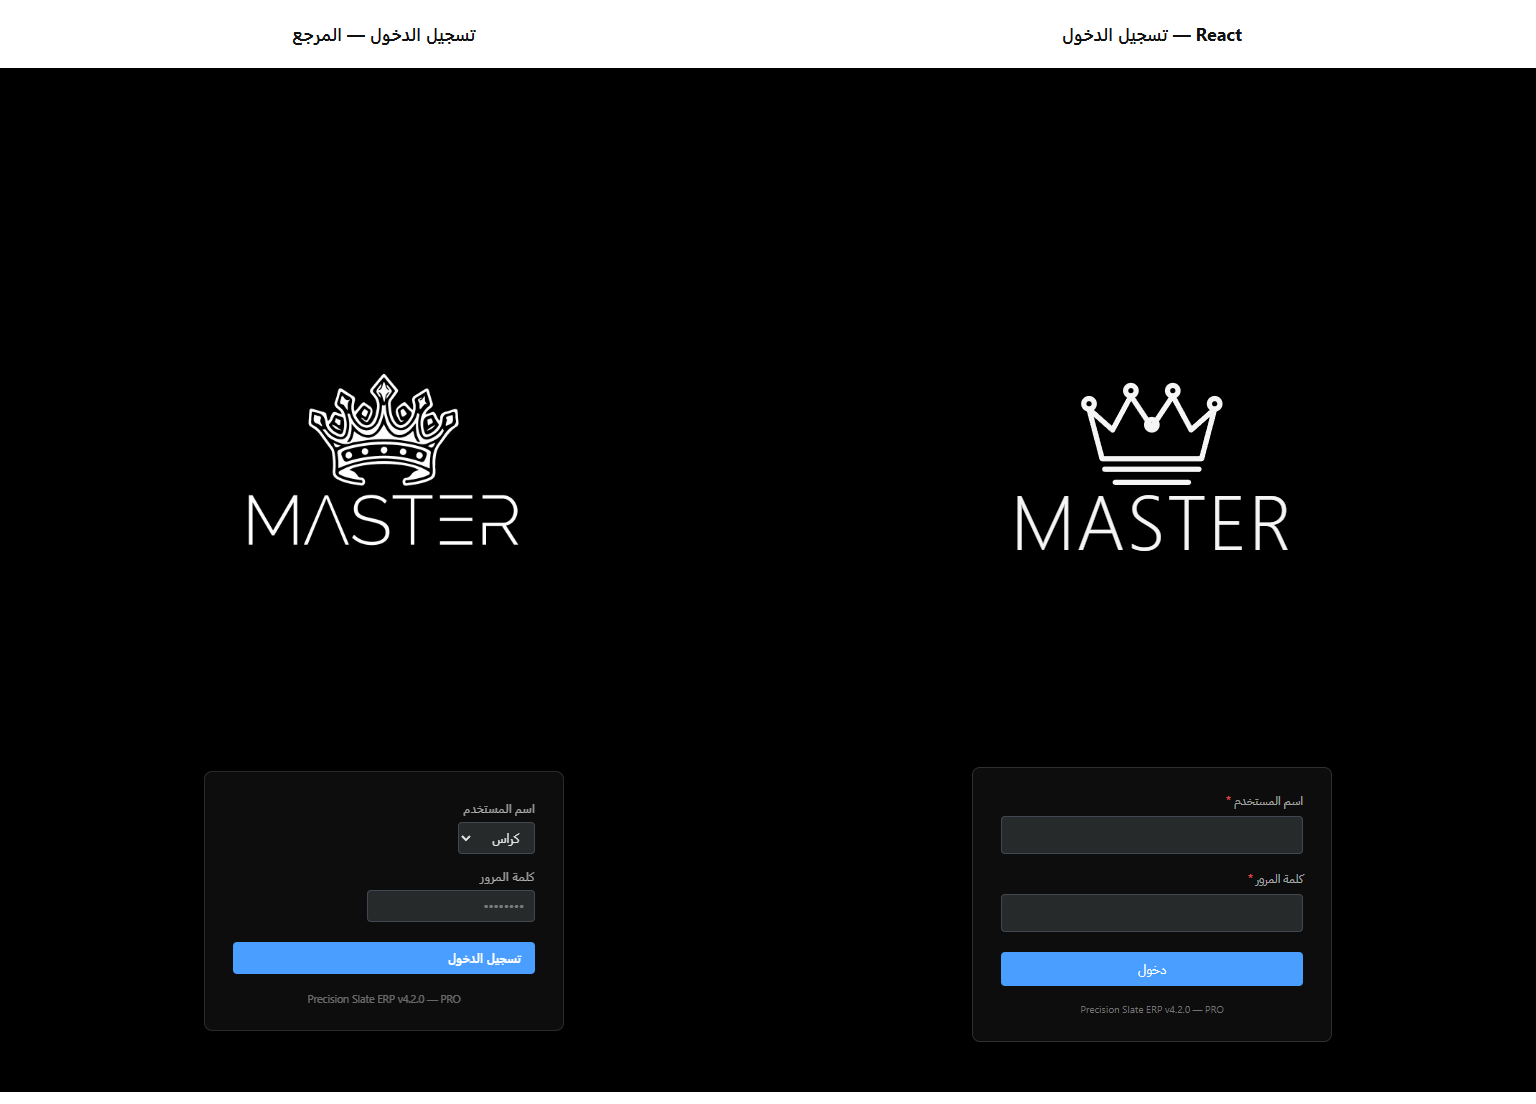 تسجيل الدخول — React
تسجيل الدخول — المرجع
MASTER
اسم المستخدم *
كلمة المرور *
دخول
Precision Slate ERP v4.2.0 — PRO
MASTER
اسم المستخدم
كراس
كلمة المرور
••••••••
تسجيل الدخول
Precision Slate ERP v4.2.0 — PRO